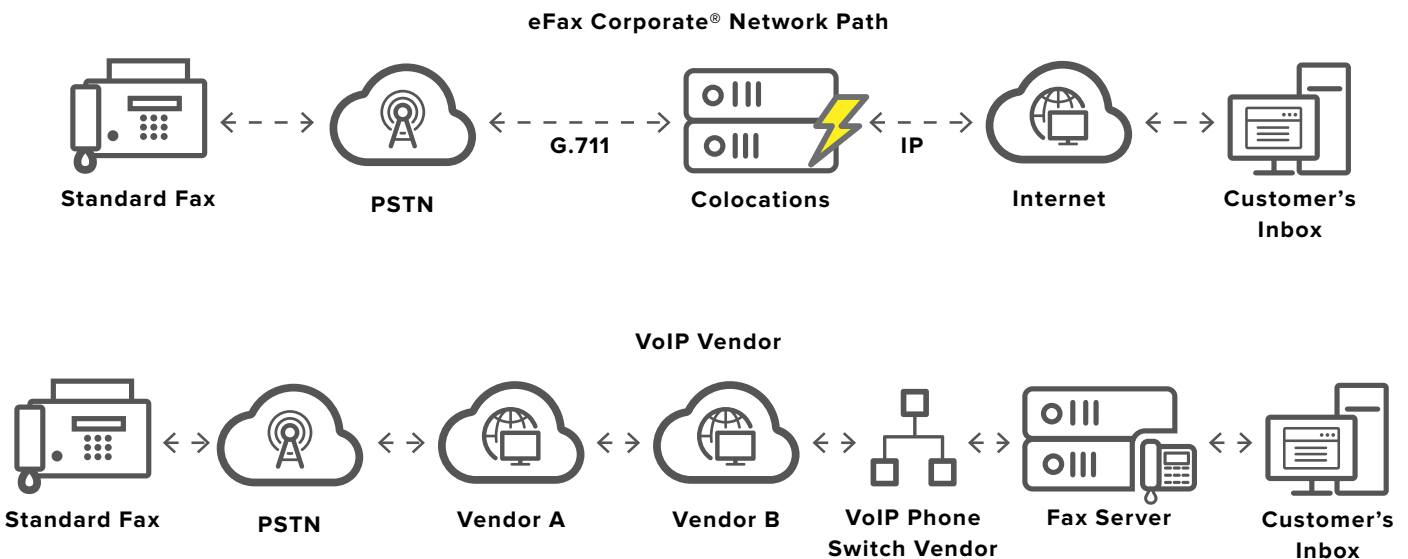 eFax Corporate® Network Path
G.711
IP
Standard Fax
PSTN
Colocations
Internet
Customer’s
Inbox
VoIP Vendor
Standard Fax
PSTN
Vendor A
Vendor B
VoIP Phone
Switch Vendor
Fax Server
Customer’s
Inbox